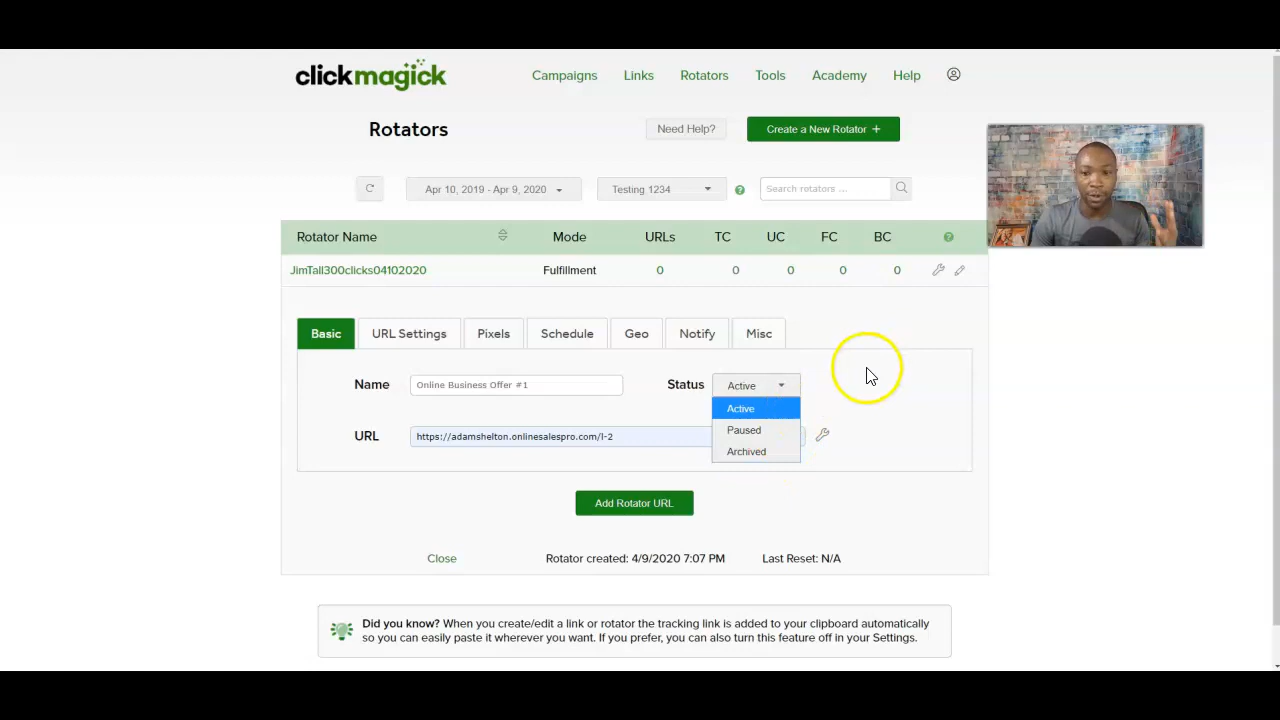 clickmagick
Campaigns Links Rotators Tools Academy Help
Rotators
Need Help?
Create a New Rotator +
Apr 10, 2019 - Apr 9, 2020
Testing 1234
?
Search rotators ...
Rotator Name Mode URLs TC UC FC BC ?
JimTall300clicks04102020 Fulfillment 0 0 0 0 0
Basic URL Settings Pixels Schedule Geo Notify Misc
Name Online Business Offer #1 Status Active
Active
URL https://adamshelton.onlinesalespro.com/l-2 Paused
Archived
Add Rotator URL
Close Rotator created: 4/9/2020 7:07 PM Last Reset: N/A
Did you know? When you create/edit a link or rotator the tracking link is added to your clipboard automatically
so you can easily paste it wherever you want. If you prefer, you can also turn this feature off in your Settings.